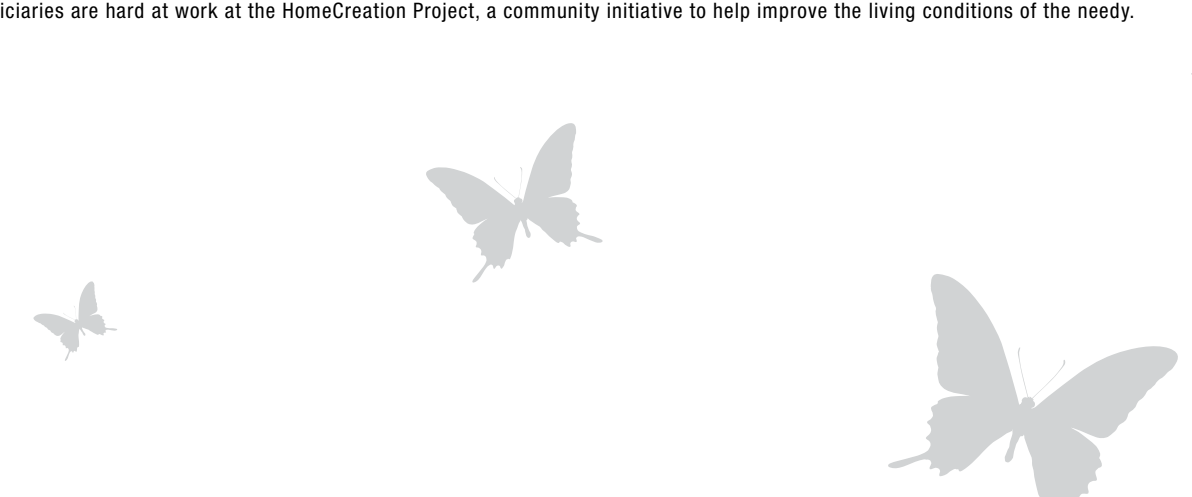 iciaries are hard at work at the HomeCreation Project, a community initiative to help improve the living conditions of the needy.